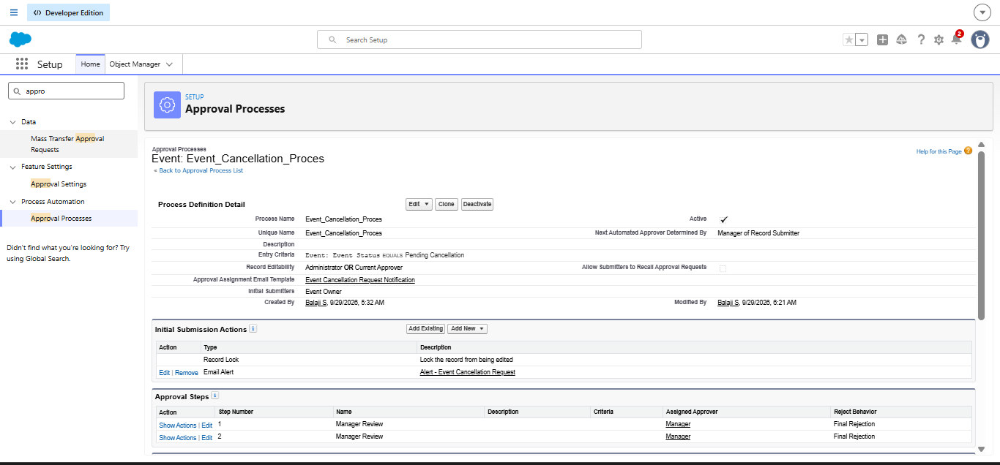 Developer Edition
Search Setup
2
Setup
Home
Object Manager
appro
Data
Mass Transfer Approval
Requests
Feature Settings
Approval Settings
Process Automation
Approval Processes
Didn't find what you're looking for? Try
using Global Search.
SETUP
Approval Processes
Approval Processes
Event: Event_Cancellation_Proces
« Back to Approval Process List
Help for this Page ?
Process Definition Detail Edit Clone Deactivate
Process Name Event_Cancellation_Proces Active
Unique Name Event_Cancellation_Proces Next Automated Approver Determined By Manager of Record Submitter
Description
Entry Criteria Event: Event Status EQUALS Pending Cancellation
Record Editability Administrator OR Current Approver Allow Submitters to Recall Approval Requests
Approval Assignment Email Template Event Cancellation Request Notification
Initial Submitters Event Owner
Created By Balaji S, 9/29/2026, 5:32 AM Modified By Balaji S, 9/29/2026, 6:21 AM
Initial Submission Actions i Add Existing Add New
Action Type Description
Record Lock Lock the record from being edited
Edit | Remove Email Alert Alert - Event Cancellation Request
Approval Steps i
Action Step Number Name Description Criteria Assigned Approver Reject Behavior
Show Actions | Edit 1 Manager Review Manager Final Rejection
Show Actions | Edit 2 Manager Review Manager Final Rejection